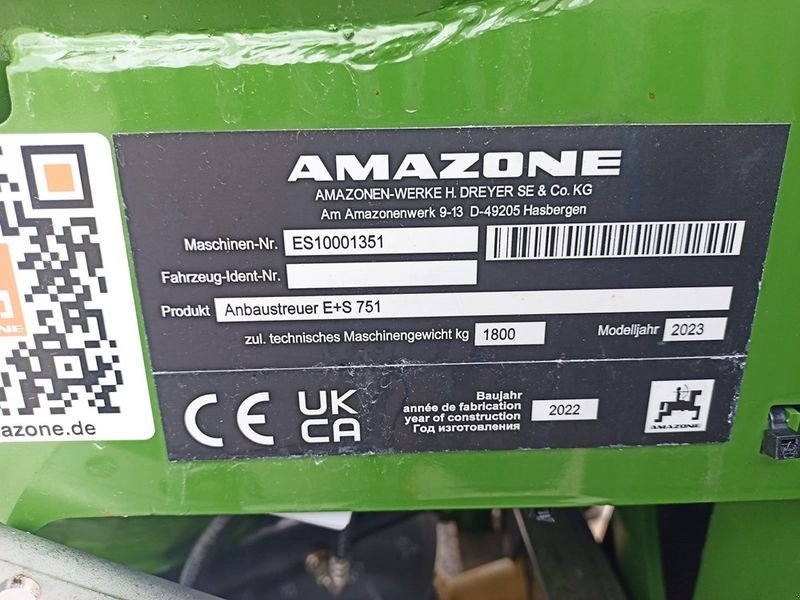 AMAZONE
AMAZONEN-WERKE H. DREYER SE & Co. KG
Am Amazonenwerk 9-13 D-49205 Hasbergen
Maschinen-Nr. ES10001351
Fahrzeug-Ident-Nr.
Produkt Anbaustreuer E+S 751
zul. technisches Maschinengewicht kg 1800 Modelljahr 2023
CE UK CA
Baujahr
année de fabrication
year of construction
Год изготовления
2022
AMAZONE
azone.de